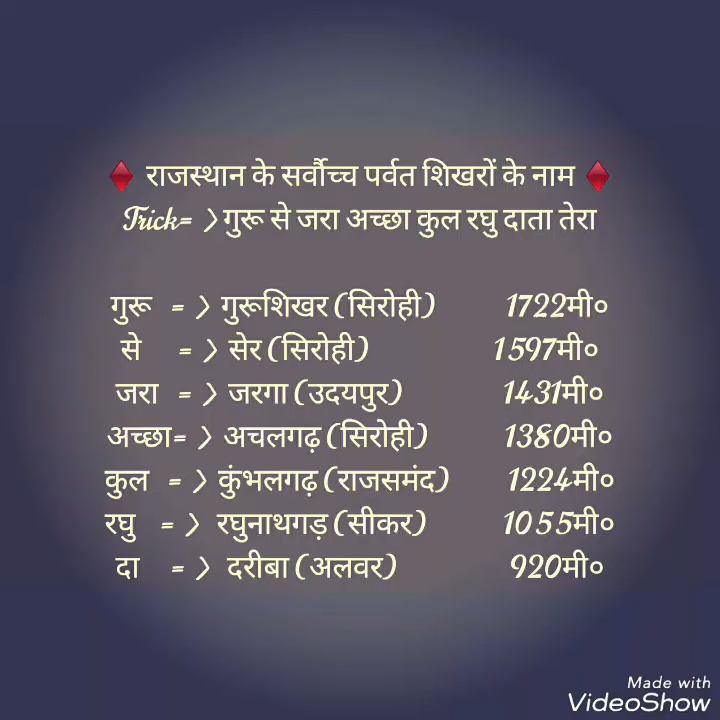 ♦ राजस्थान के सर्वौच्च पर्वत शिखरों के नाम ♦
Trick= >गुरू से जरा अच्छा कुल रघु दाता तेरा
गुरू = > गुरूशिखर (सिरोही) 1722मी०
से = > सेर (सिरोही) 1597मी०
जरा = > जरगा (उदयपुर) 1431मी०
अच्छा= > अचलगढ़ (सिरोही) 1380मी०
कुल = > कुंभलगढ़ (राजसमंद) 1224मी०
रघु = > रघुनाथगड़ (सीकर) 1055मी०
दा = > दरीबा (अलवर) 920मी०
Made with
VideoShow